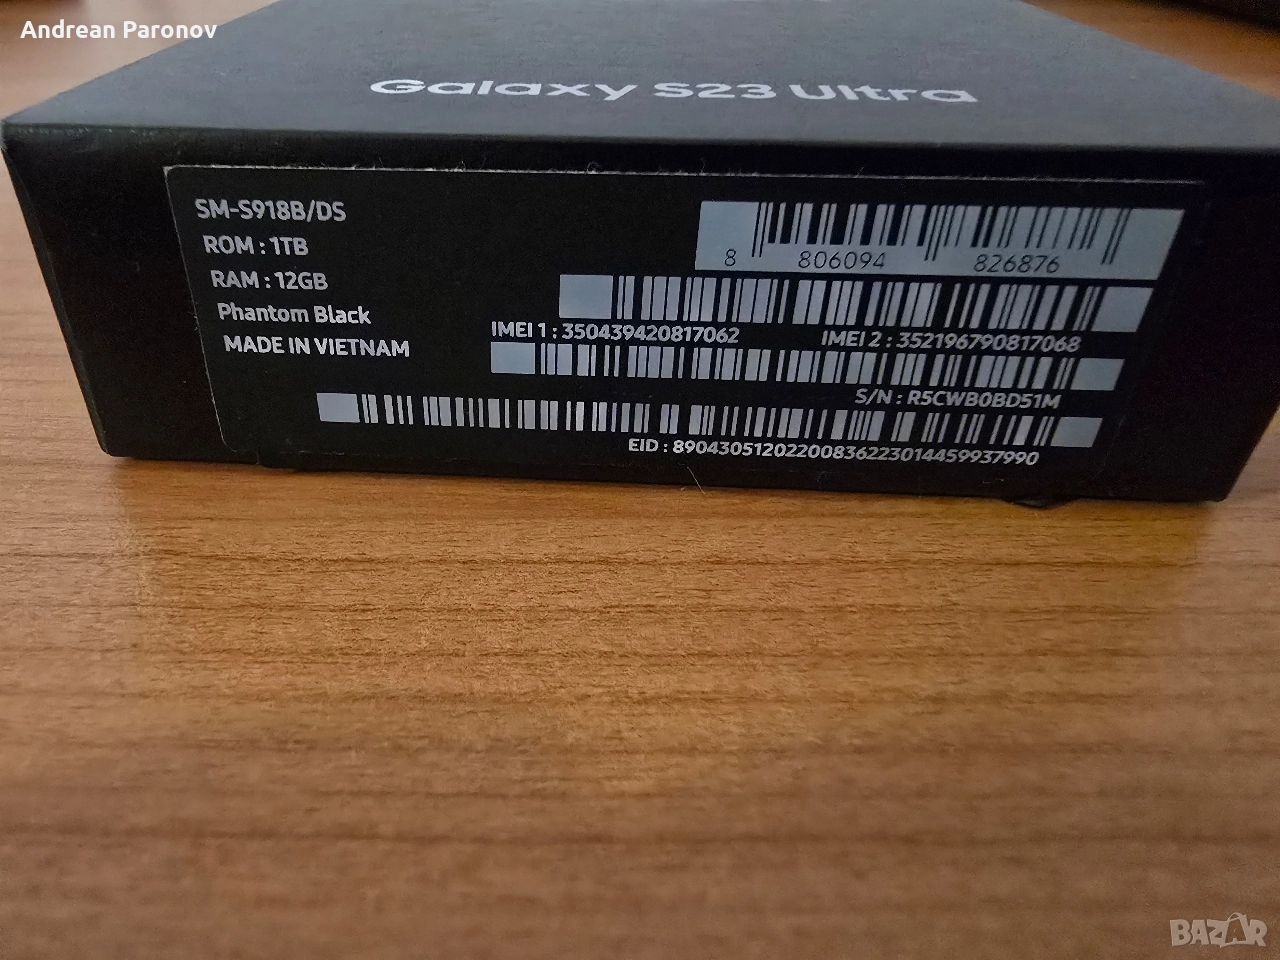 Andrean Paronov
Galaxy S23 Ultra
SM-S918B/DS
ROM : 1TB
RAM : 12GB
Phantom Black
MADE IN VIETNAM
8 806094 826876
IMEI 1 : 350439420817062
IMEI 2 : 352196790817068
S/N : R5CWB0BD51M
EID : 89043051202200836223014459937990
BAZAR